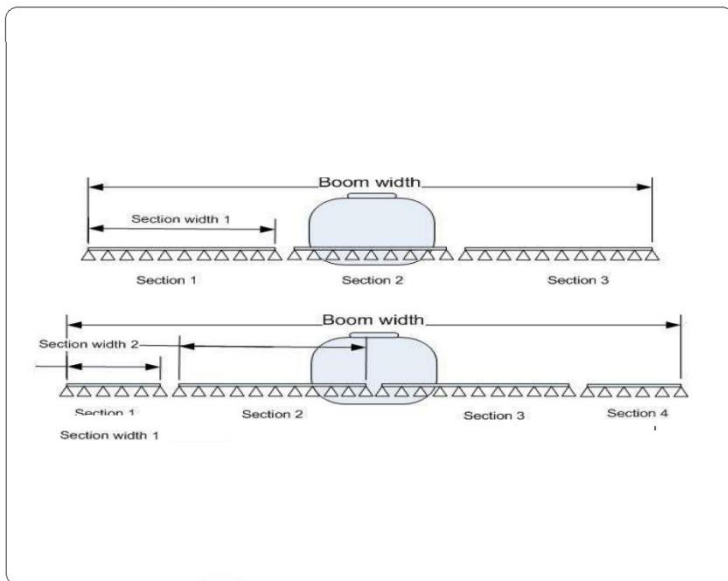 Boom width
Section width 1
Section 1 Section 2 Section 3
Boom width
Section width 2
Section 1 Section 2 Section 3 Section 4
Section width 1